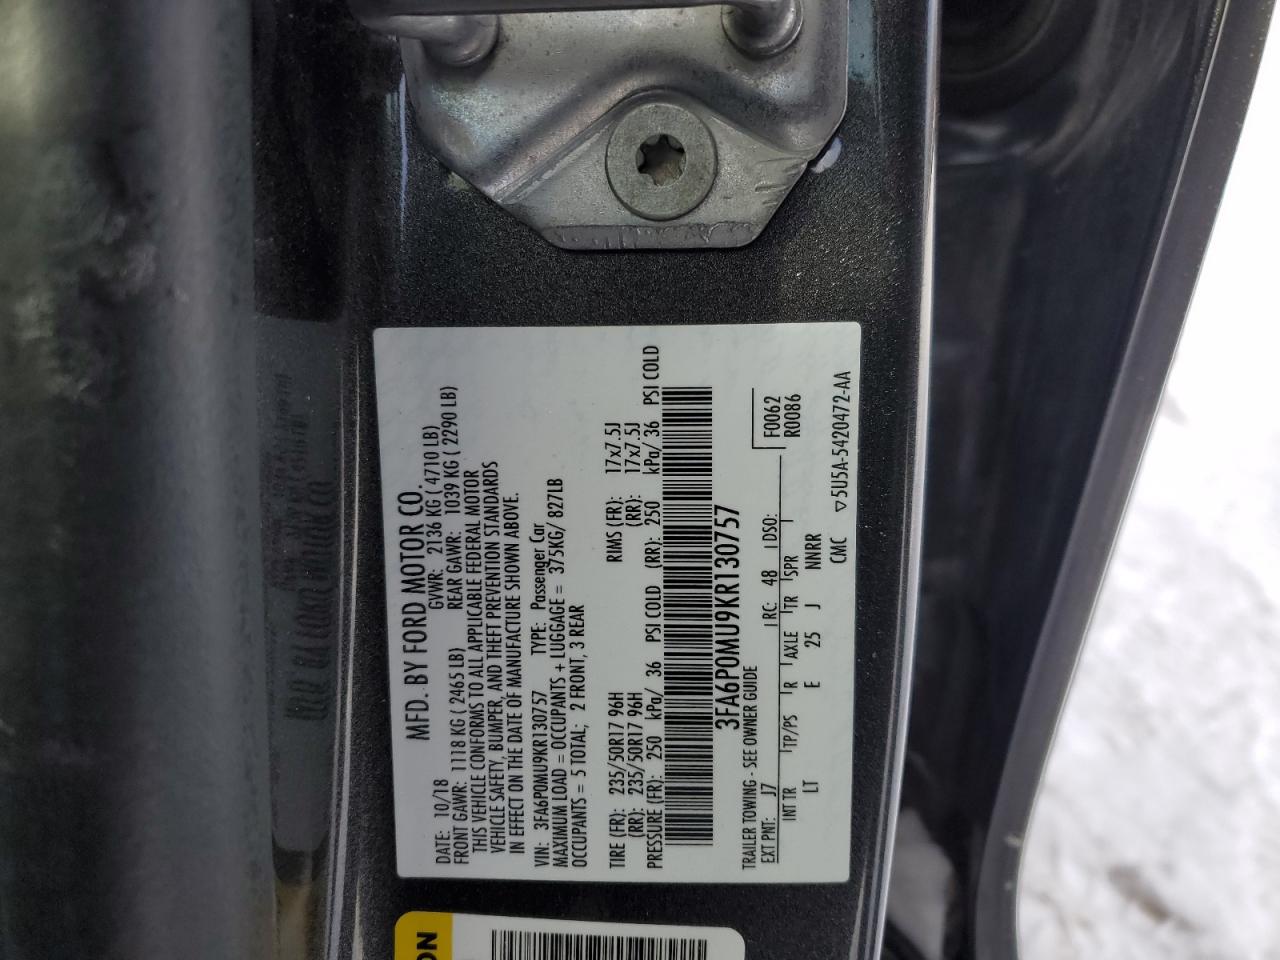 MFD. BY FORD MOTOR CO.
DATE: 10/18 GVWR: 2136 KG ( 4710 LB)
FRONT GAWR: 1118 KG ( 2465 LB) REAR GAWR: 1039 KG ( 2290 LB)
THIS VEHICLE CONFORMS TO ALL APPLICABLE FEDERAL MOTOR
VEHICLE SAFETY, BUMPER, AND THEFT PREVENTION STANDARDS
IN EFFECT ON THE DATE OF MANUFACTURE SHOWN ABOVE.
VIN: 3FA6P0MU9KR130757 TYPE: Passenger Car
MAXIMUM LOAD = OCCUPANTS + LUGGAGE = 375KG/ 827LB
OCCUPANTS = 5 TOTAL; 2 FRONT, 3 REAR
TIRE (FR): 235/50R17 96H RIMS (FR): 17x7.5J
(RR): 235/50R17 96H (RR): 17x7.5J
PRESSURE (FR): 250 kPa/ 36 PSI COLD (RR): 250 kPa/ 36 PSI COLD
3FA6P0MU9KR130757
TRAILER TOWING - SEE OWNER GUIDE
EXT PNT: J7 RC: 48 DSO: F0062
R0086
INT TR TP/PS R AXLE TR SPR
LT E 25 J NNRR
CMC ▽5U5A-5420472-AA
ON